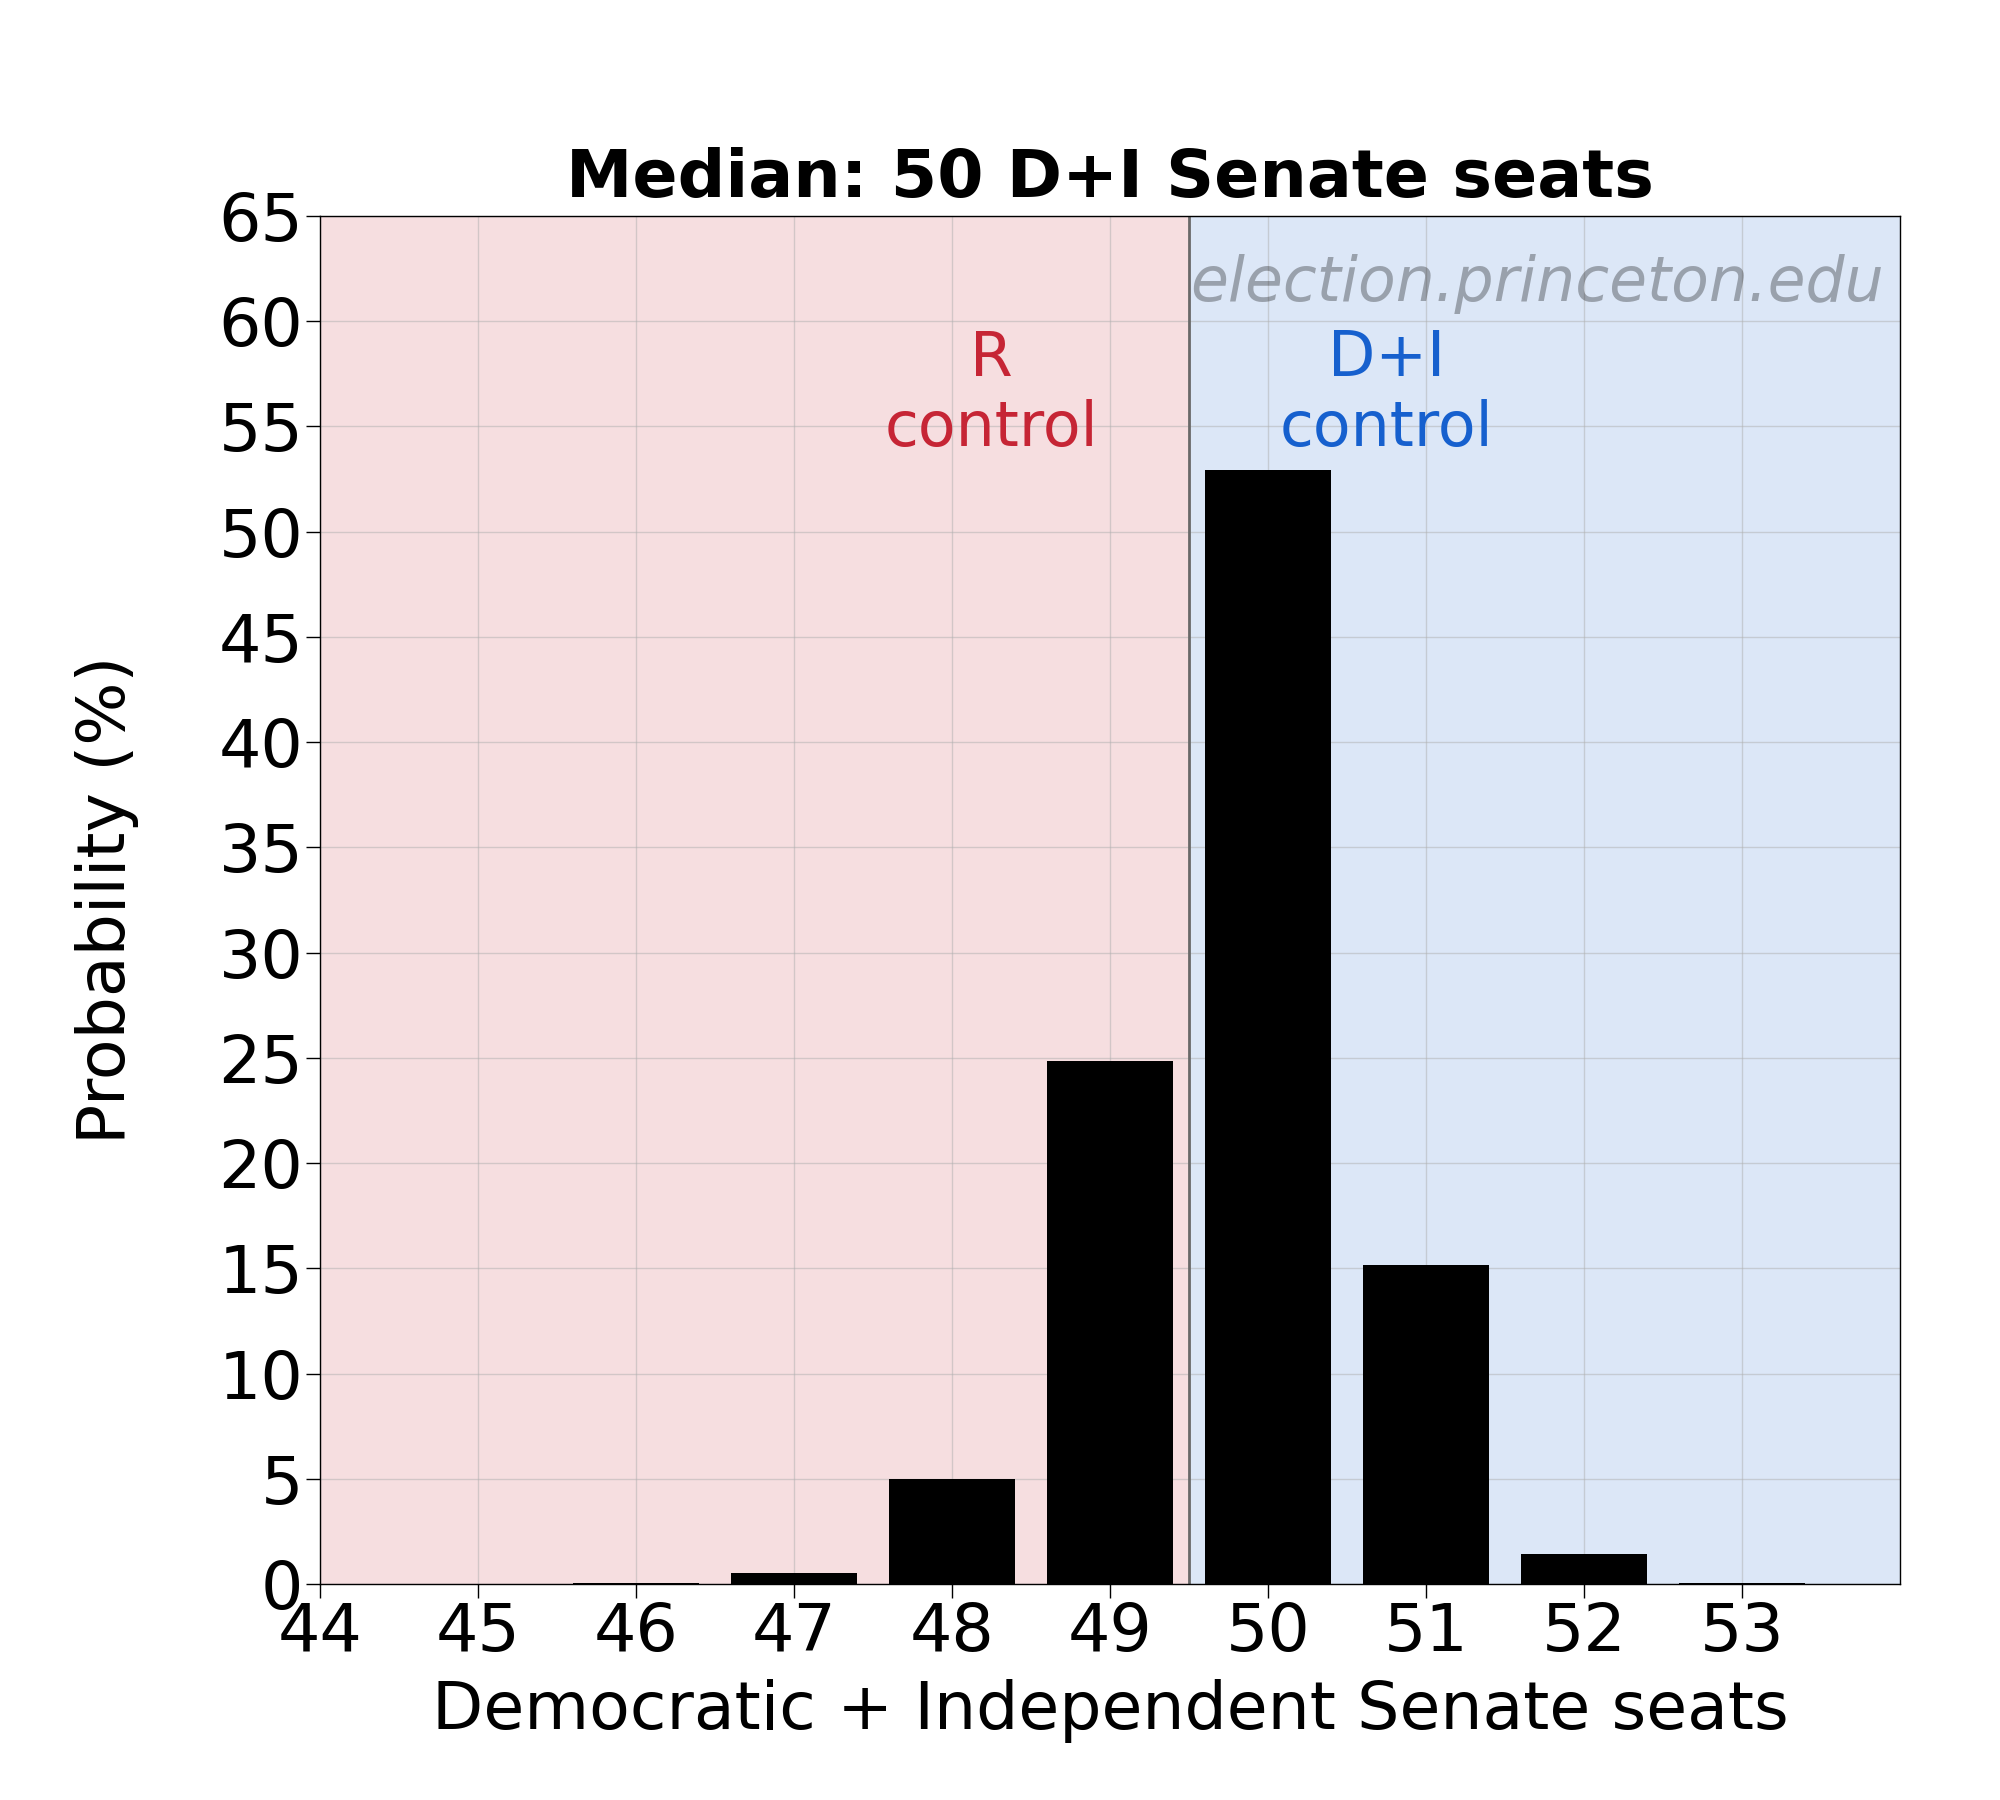 Median: 50 D+I Senate seats
election.princeton.edu
R
control
D+I
control
Probability (%)
65
60
55
50
45
40
35
30
25
20
15
10
5
0
44 45 46 47 48 49 50 51 52 53
Democratic + Independent Senate seats